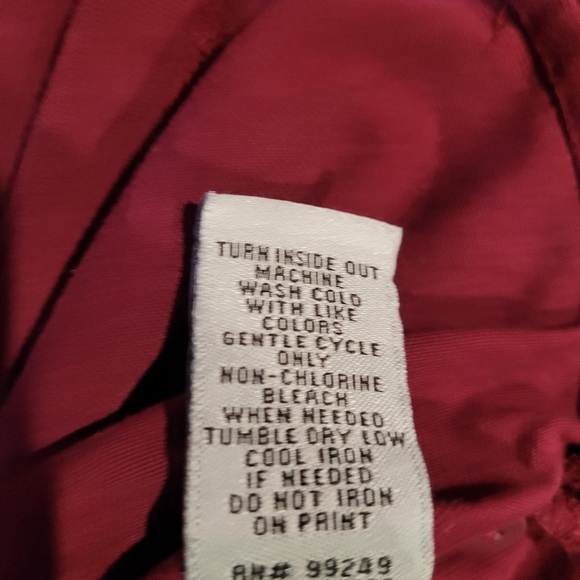 TURN INSIDE OUT
MACHINE
WASH COLD
WITH LIKE
COLORS
GENTLE CYCLE
ONLY
NON-CHLORINE
BLEACH
WHEN NEEDED
TUMBLE DRY LOW
COOL IRON
IF NEEDED
DO NOT IRON
ON PRINT
RN# 99249